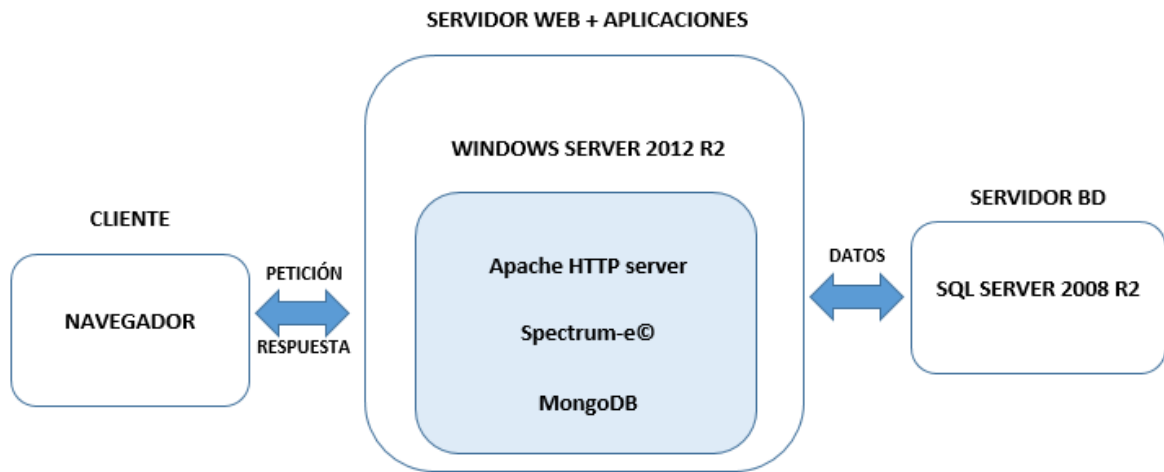 SERVIDOR WEB + APLICACIONES
WINDOWS SERVER 2012 R2
CLIENTE
NAVEGADOR
PETICIÓN
RESPUESTA
Apache HTTP server
Spectrum-e©
MongoDB
DATOS
SERVIDOR BD
SQL SERVER 2008 R2